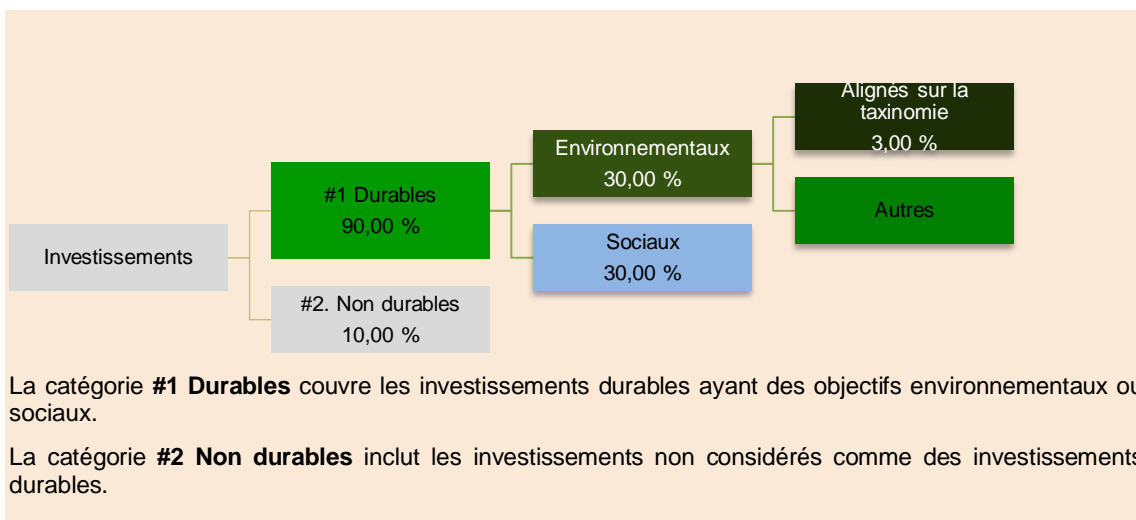 Alignés sur la
taxinomie
3,00 %
Environnementaux
30,00 %
#1 Durables
90,00 %
Autres
Sociaux
30,00 %
Investissements
#2. Non durables
10,00 %
La catégorie #1 Durables couvre les investissements durables ayant des objectifs environnementaux ou
sociaux.
La catégorie #2 Non durables inclut les investissements non considérés comme des investissements
durables.